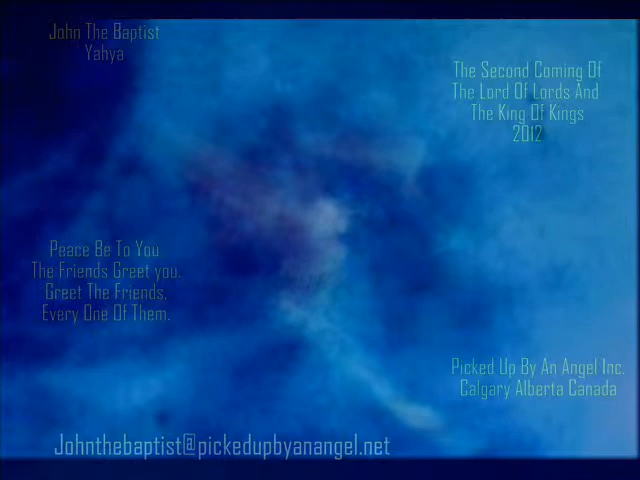 John The Baptist
Yahya
The Second Coming Of
The Lord Of Lords And
The King Of Kings
2012
Peace Be To You
The Friends Greet you.
Greet The Friends,
Every One Of Them.
Picked Up By An Angel Inc.
Calgary Alberta Canada
Johnthebaptist@pickedupbyanangel.net